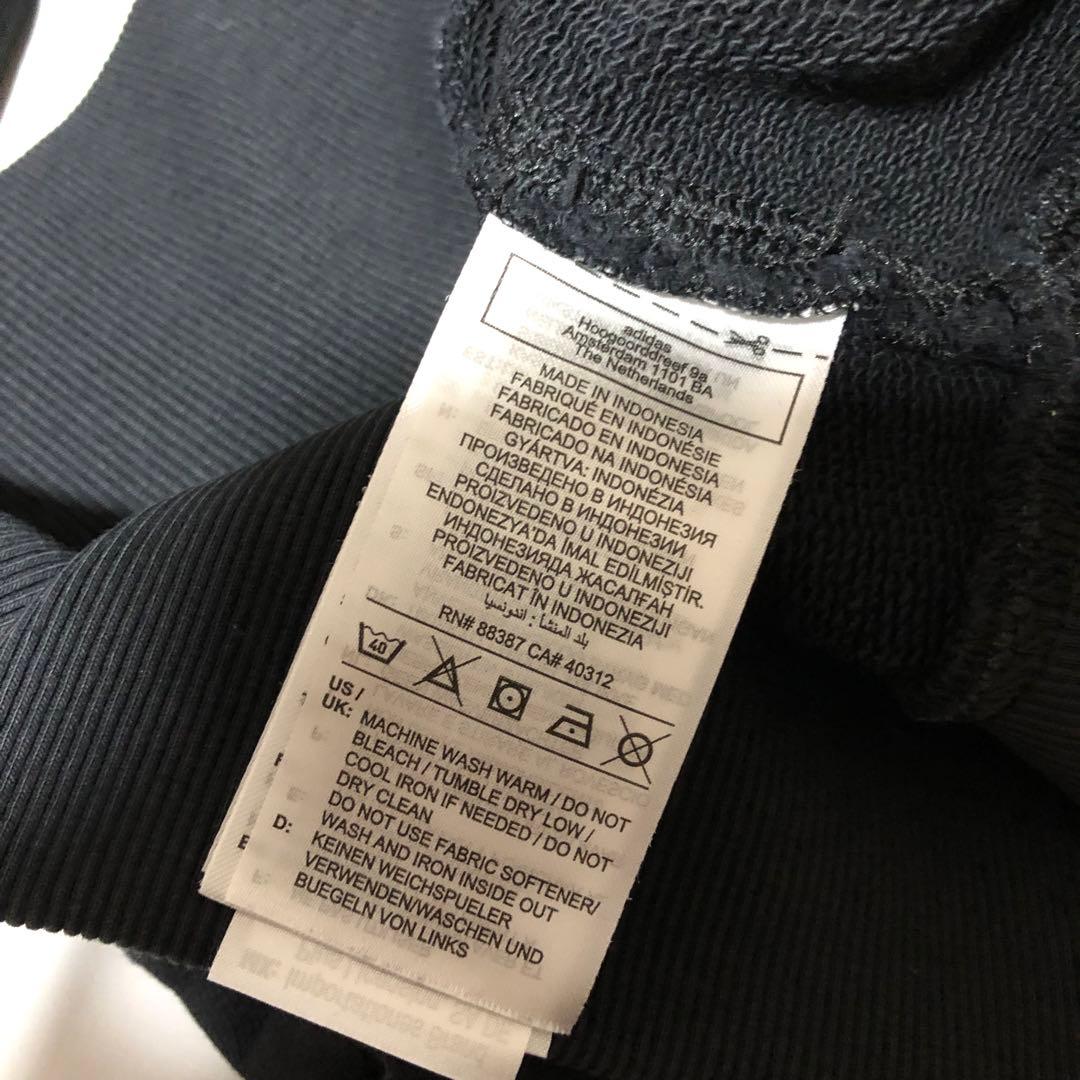 adidas
Hoogoorddreef 9a
Amsterdam 1101 BA
The Netherlands
MADE IN INDONESIA
FABRIQUÉ EN INDONÉSIE
FABRICADO EN INDONESIA
FABRICADO NA INDONÉSIA
GYÁRTVA: INDONÉZIA
ПРОИЗВЕДЕНО В ИНДОНЕЗИЯ
СДЕЛАНО В ИНДОНЕЗИИ
PROIZVEDENO U INDONEZIJI
ENDONEZYA'DA İMAL EDİLMİŞTİR.
ИНДОНЕЗИЯДА ЖАСАЛҒАН
PROIZVEDENO U INDONEZIJI
FABRICAT ÎN INDONEZIA
بلد المنشأ : اندونسيا
RN# 88387 CA# 40312
40
US /
UK: MACHINE WASH WARM / DO NOT
BLEACH / TUMBLE DRY LOW /
COOL IRON IF NEEDED / DO NOT
DRY CLEAN
DO NOT USE FABRIC SOFTENER/
WASH AND IRON INSIDE OUT
D: KEINEN WEICHSPUELER
VERWENDEN/WASCHEN UND
BUEGELN VON LINKS